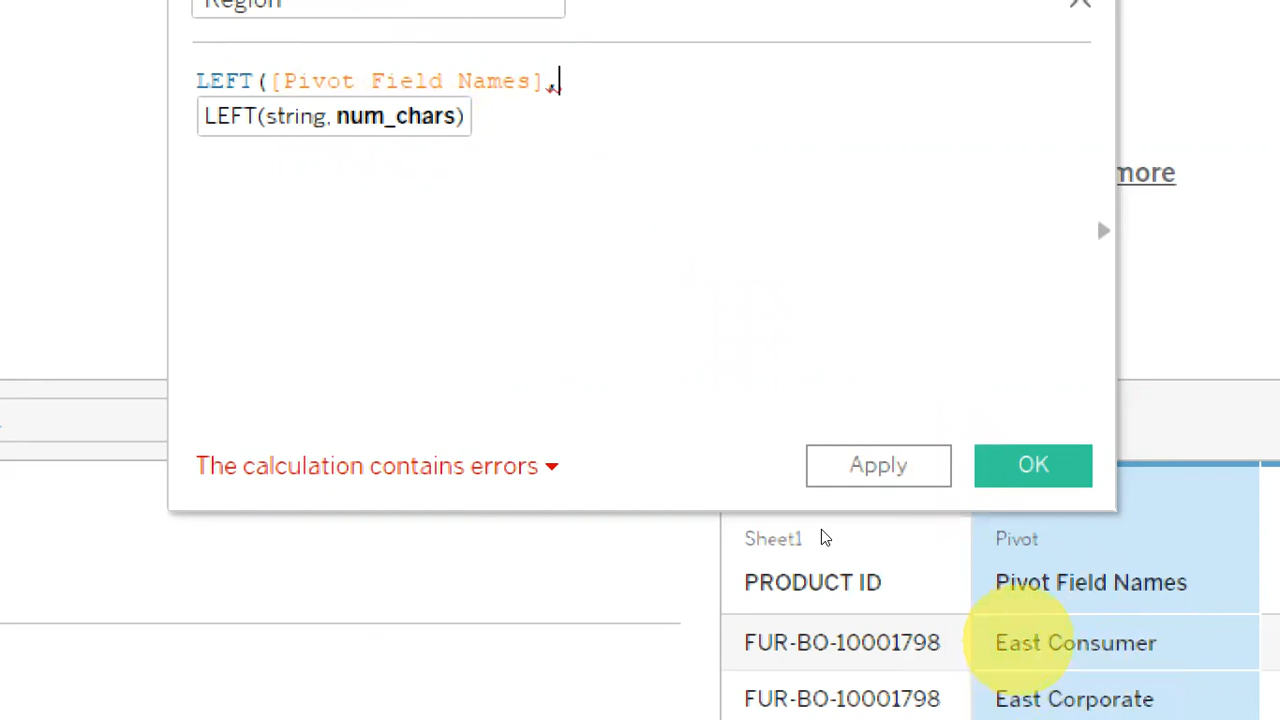 Region
LEFT([Pivot Field Names],
LEFT(string, num_chars)
more
The calculation contains errors
Apply
OK
Sheet1
Pivot
PRODUCT ID
Pivot Field Names
FUR-BO-10001798
East Consumer
FUR-BO-10001798
East Corporate